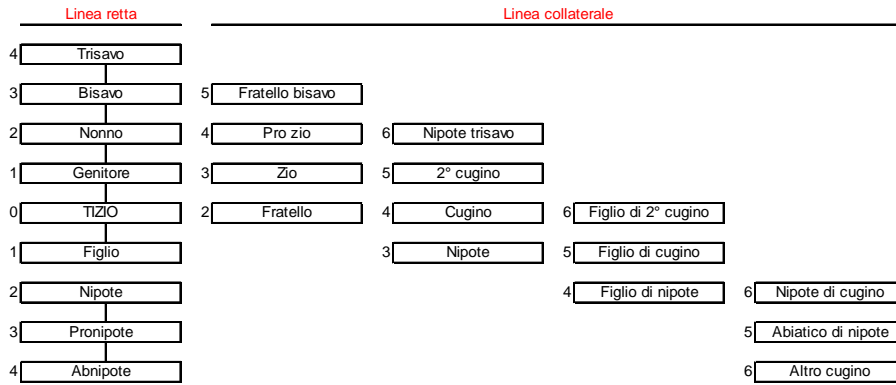 Linea retta Linea collaterale
4 Trisavo
3 Bisavo 5 Fratello bisavo
2 Nonno 4 Pro zio 6 Nipote trisavo
1 Genitore 3 Zio 5 2° cugino
0 TIZIO 2 Fratello 4 Cugino 6 Figlio di 2° cugino
1 Figlio 3 Nipote 5 Figlio di cugino
2 Nipote 4 Figlio di nipote 6 Nipote di cugino
3 Pronipote 5 Abiatico di nipote
4 Abnipote 6 Altro cugino